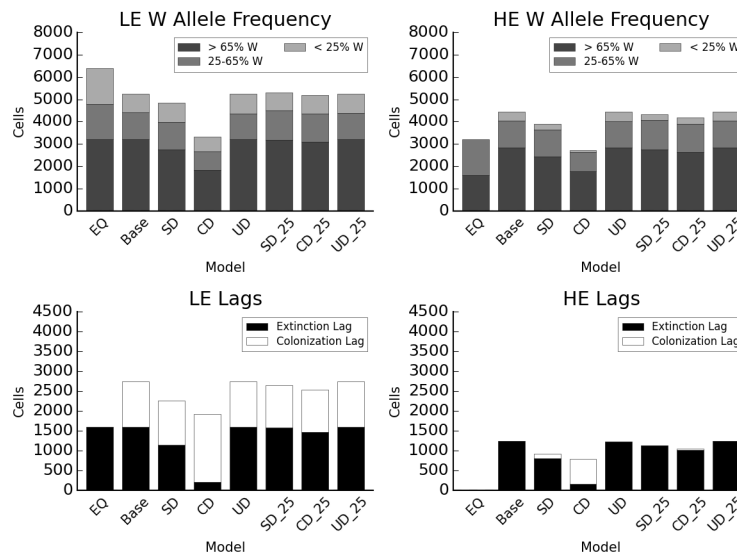 LE W Allele Frequency
8000
7000
6000
5000
4000
3000
2000
1000
0
Cells
> 65% W
< 25% W
25-65% W
EQ
Base
SD
CD
UD
SD_25
CD_25
UD_25
Model
HE W Allele Frequency
8000
7000
6000
5000
4000
3000
2000
1000
0
Cells
> 65% W
< 25% W
25-65% W
EQ
Base
SD
CD
UD
SD_25
CD_25
UD_25
Model
LE Lags
4500
4000
3500
3000
2500
2000
1500
1000
500
0
Cells
Extinction Lag
Colonization Lag
EQ
Base
SD
CD
UD
SD_25
CD_25
UD_25
Model
HE Lags
4500
4000
3500
3000
2500
2000
1500
1000
500
0
Cells
Extinction Lag
Colonization Lag
EQ
Base
SD
CD
UD
SD_25
CD_25
UD_25
Model